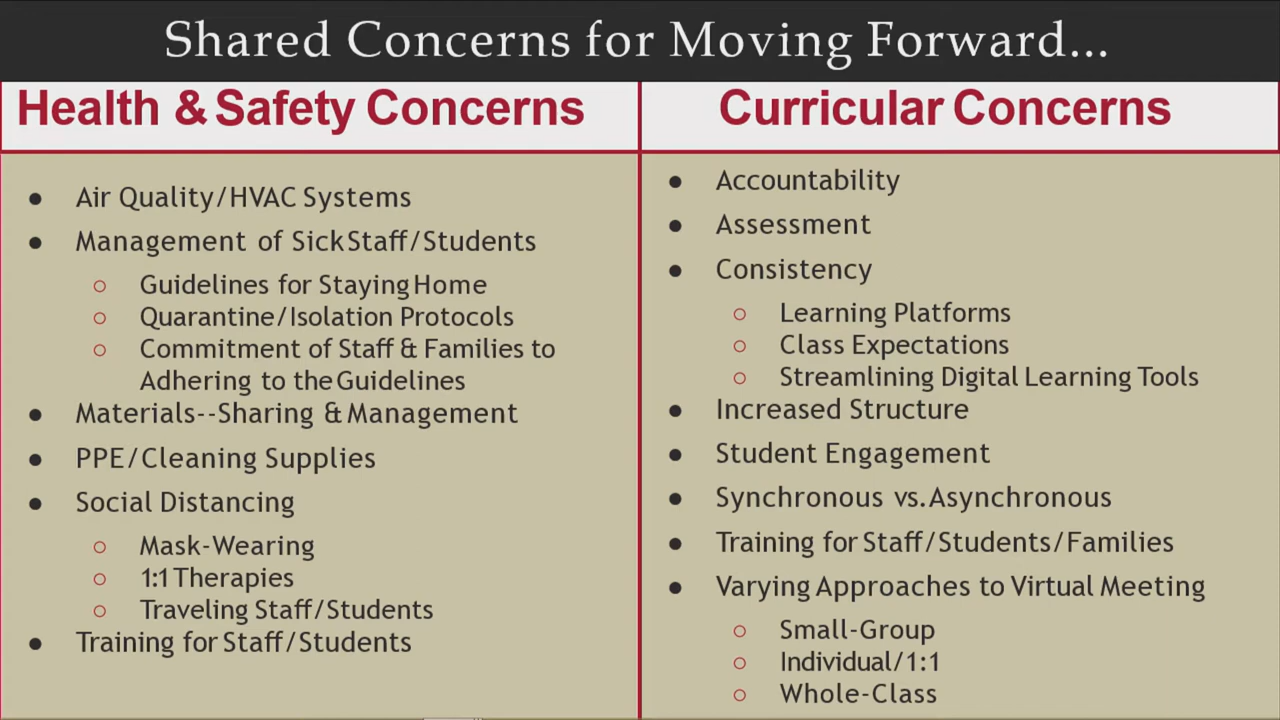 Shared Concerns for Moving Forward...
Health & Safety Concerns
● Air Quality/HVAC Systems
● Management of Sick Staff/Students
○ Guidelines for Staying Home
○ Quarantine/Isolation Protocols
○ Commitment of Staff & Families to
Adhering to the Guidelines
● Materials--Sharing & Management
● PPE/Cleaning Supplies
● Social Distancing
○ Mask-Wearing
○ 1:1 Therapies
○ Traveling Staff/Students
● Training for Staff/Students
Curricular Concerns
● Accountability
● Assessment
● Consistency
○ Learning Platforms
○ Class Expectations
○ Streamlining Digital Learning Tools
● Increased Structure
● Student Engagement
● Synchronous vs. Asynchronous
● Training for Staff/Students/Families
● Varying Approaches to Virtual Meeting
○ Small-Group
○ Individual/1:1
○ Whole-Class